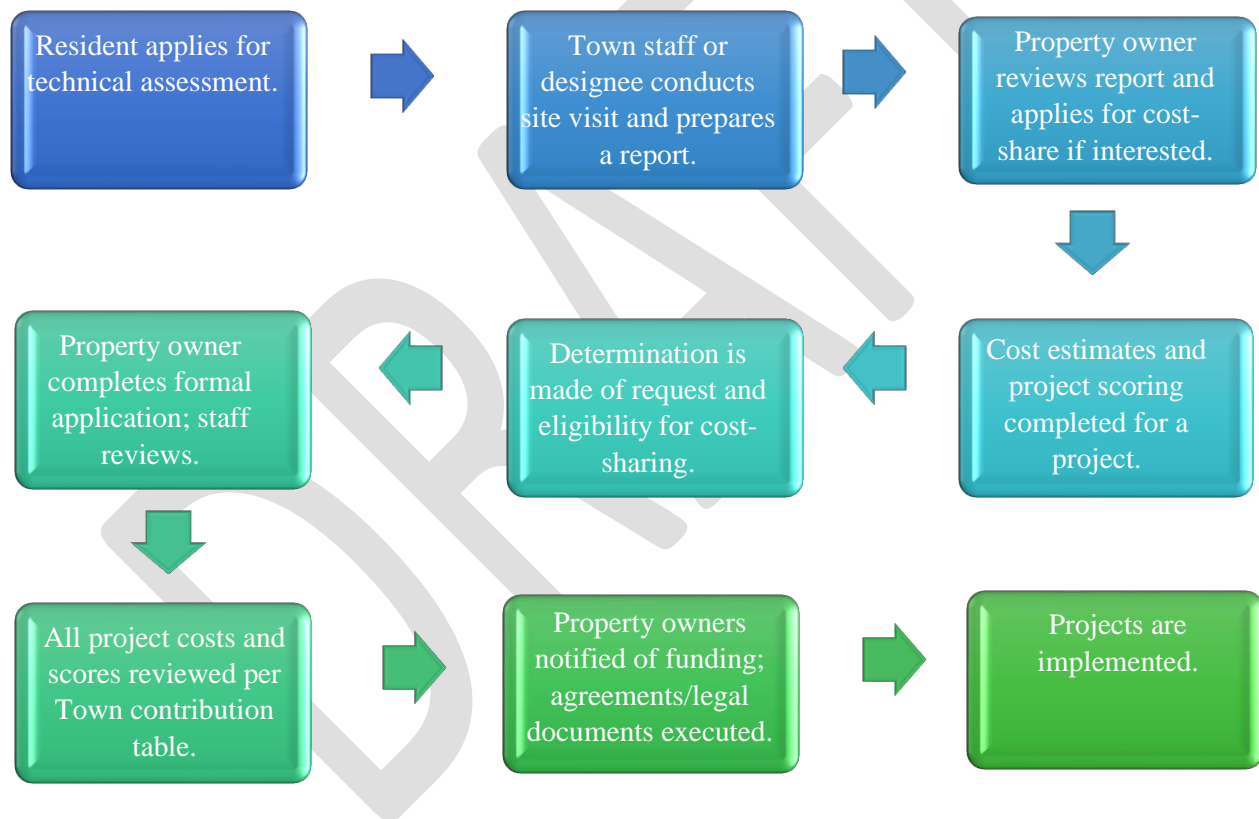 Resident applies for
technical assessment.
Town staff or
designee conducts
site visit and prepares
a report.
Property owner
reviews report and
applies for cost-
share if interested.
Cost estimates and
project scoring
completed for a
project.
Determination is
made of request and
eligibility for cost-
sharing.
Property owner
completes formal
application; staff
reviews.
All project costs and
scores reviewed per
Town contribution
table.
Property owners
notified of funding;
agreements/legal
documents executed.
Projects are
implemented.
DRAFT